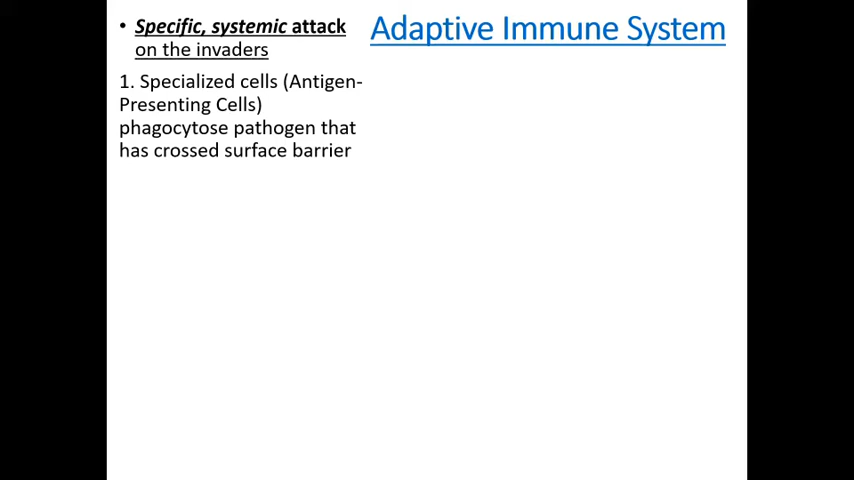 Adaptive Immune System
• Specific, systemic attack
on the invaders
1. Specialized cells (Antigen-
Presenting Cells)
phagocytose pathogen that
has crossed surface barrier